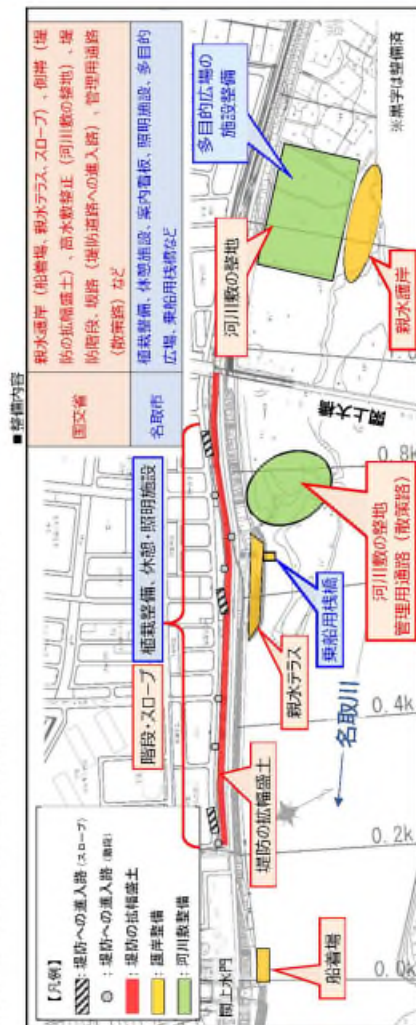 ■整備内容
国交省
親水護岸（船着場、親水テラス、スロープ）、側帯（堤
防の拡幅盛土）、高水敷整正（河川敷の整地）、堤
防階段、坂路（堤防道路への進入路）、管理用通路
（散策路）など
名取市
植栽整備、休憩施設、案内看板、照明施設、多目的
広場、乗船用桟橋など
【凡例】
：堤防への進入路（スロープ）
：堤防への進入路（階段）
：堤防の拡幅盛土
：護岸整備
：河川敷整備
階段・スロープ
植栽整備、休憩・照明施設
多目的広場の
施設整備
河川敷の整地
親水護岸
※黒字は整備済
閖上水門
船着場
堤防の拡幅盛土
親水テラス
乗船用桟橋
河川敷の整地
管理用通路（散策路）
閖上大橋
名取川
0.0k
0.2k
0.4k
0.8k